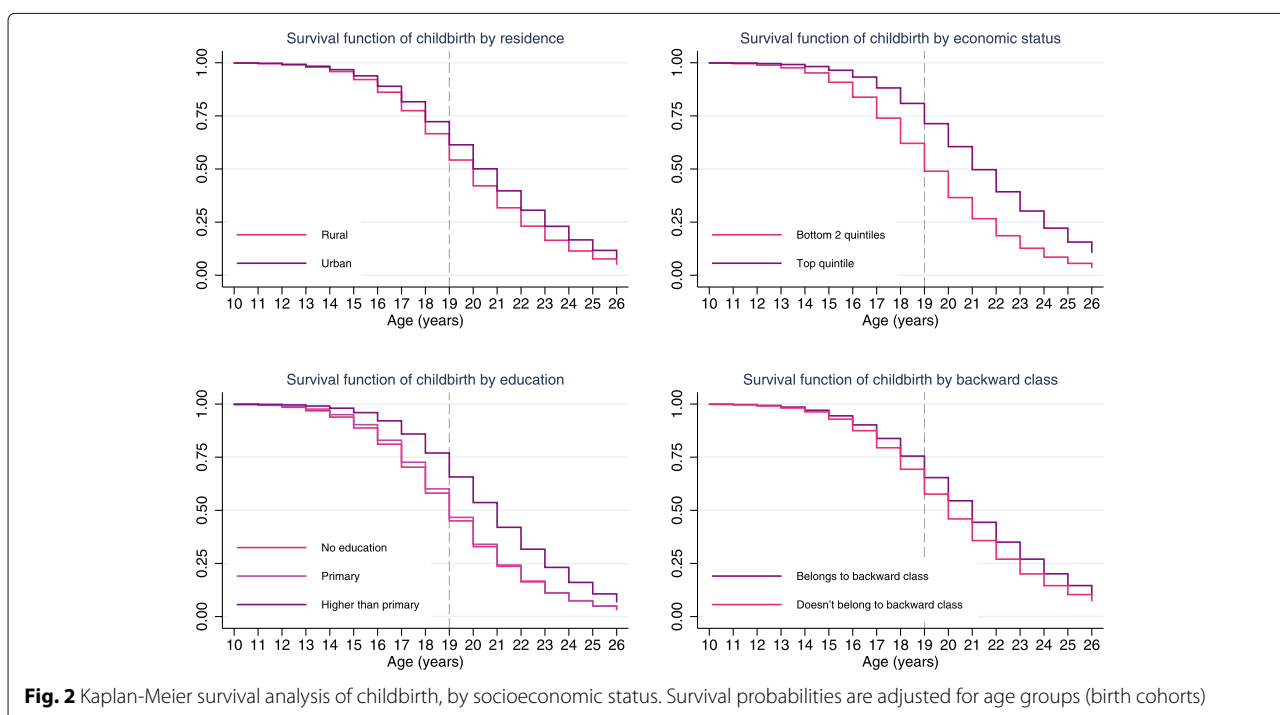 Survival function of childbirth by residence
1.00
0.75
0.50
0.25
0.00
Rural
Urban
10 11 12 13 14 15 16 17 18 19 20 21 22 23 24 25 26
Age (years)
Survival function of childbirth by economic status
1.00
0.75
0.50
0.25
0.00
Bottom 2 quintiles
Top quintile
10 11 12 13 14 15 16 17 18 19 20 21 22 23 24 25 26
Age (years)
Survival function of childbirth by education
1.00
0.75
0.50
0.25
0.00
No education
Primary
Higher than primary
10 11 12 13 14 15 16 17 18 19 20 21 22 23 24 25 26
Age (years)
Survival function of childbirth by backward class
1.00
0.75
0.50
0.25
0.00
Belongs to backward class
Doesn't belong to backward class
10 11 12 13 14 15 16 17 18 19 20 21 22 23 24 25 26
Age (years)
Fig. 2 Kaplan-Meier survival analysis of childbirth, by socioeconomic status. Survival probabilities are adjusted for age groups (birth cohorts)